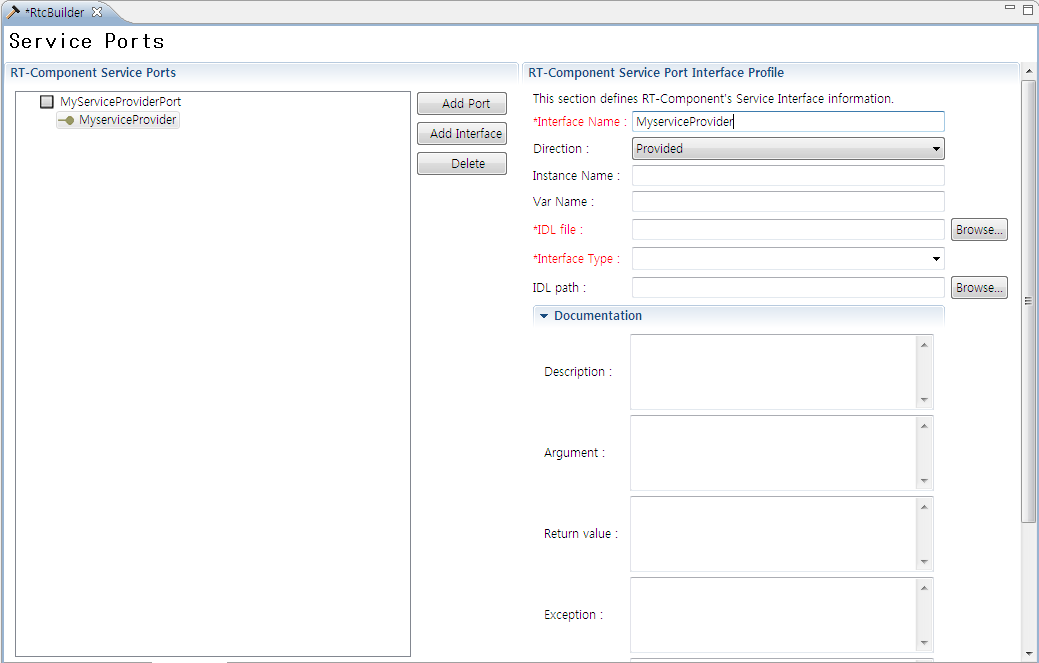 *RtcBuilder
Service Ports
RT-Component Service Ports
MyServiceProviderPort
MyserviceProvider
Add Port
Add Interface
Delete
RT-Component Service Port Interface Profile
This section defines RT-Component's Service Interface information.
*Interface Name : MyserviceProvider
Direction : Provided
Instance Name :
Var Name :
*IDL file : Browse...
*Interface Type :
IDL path : Browse...
Documentation
Description :
Argument :
Return value :
Exception :